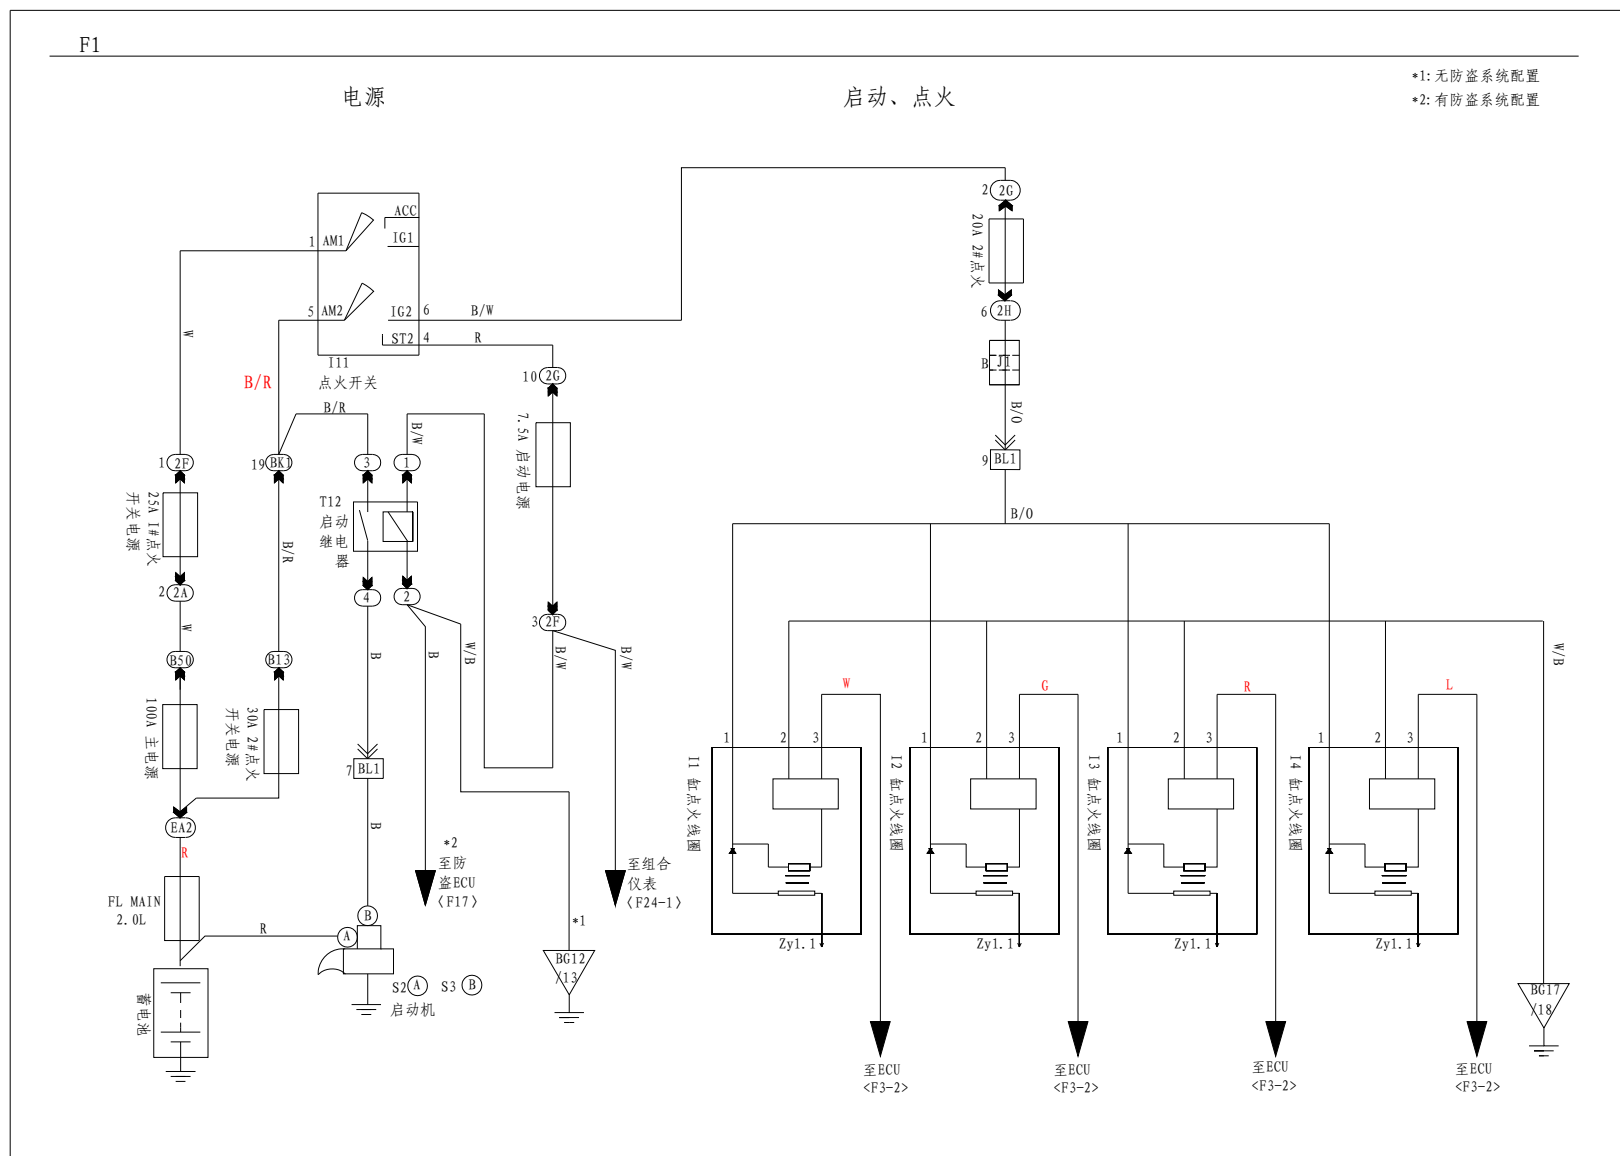 F1
*1: 无防盗系统配置
*2: 有防盗系统配置
电源
启动、点火
ACC
1
AM1
IG1
5
AM2
IG2
6
B/W
ST2
4
R
I11
点火开关
2
2G
20A 2#点火
6
2H
B
J1
B/O
9
BL1
B/O
W
B/R
B/R
B/W
10
2G
7.5A 启动电源
1
2F
19
BK1
3
1
25A I#点火
开关电源
T12
启动
继电
器
B/R
2
2A
4
2
3
2F
W
B
B
W/B
B/W
B/W
W/B
B50
B13
100A 主电源
30A 2#点火
开关电源
7
BL1
B
EA2
R
FL MAIN
2.0L
R
A
B
蓄电池
S2
A
S3
B
启动机
*2
至防
盗ECU
〈F17〉
至组合
仪表
〈F24-1〉
*1
BG12
/13
W
G
R
L
1
2
3
1
2
3
1
2
3
1
2
3
I1 缸点火线圈
I2 缸点火线圈
I3 缸点火线圈
I4 缸点火线圈
Zy1.1
Zy1.1
Zy1.1
Zy1.1
BG17
/18
至ECU
<F3-2>
至ECU
<F3-2>
至ECU
<F3-2>
至ECU
<F3-2>